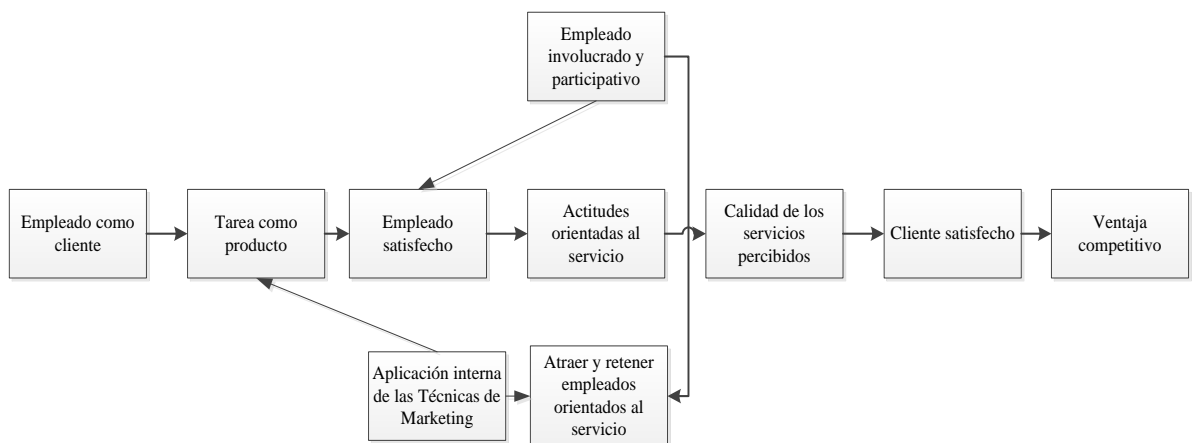 Empleado
involucrado y
participativo
Empleado como
cliente
Tarea como
producto
Empleado
satisfecho
Actitudes
orientadas al
servicio
Calidad de los
servicios
percibidos
Cliente satisfecho
Ventaja
competitivo
Aplicación interna
de las Técnicas de
Marketing
Atraer y retener
empleados
orientados al
servicio